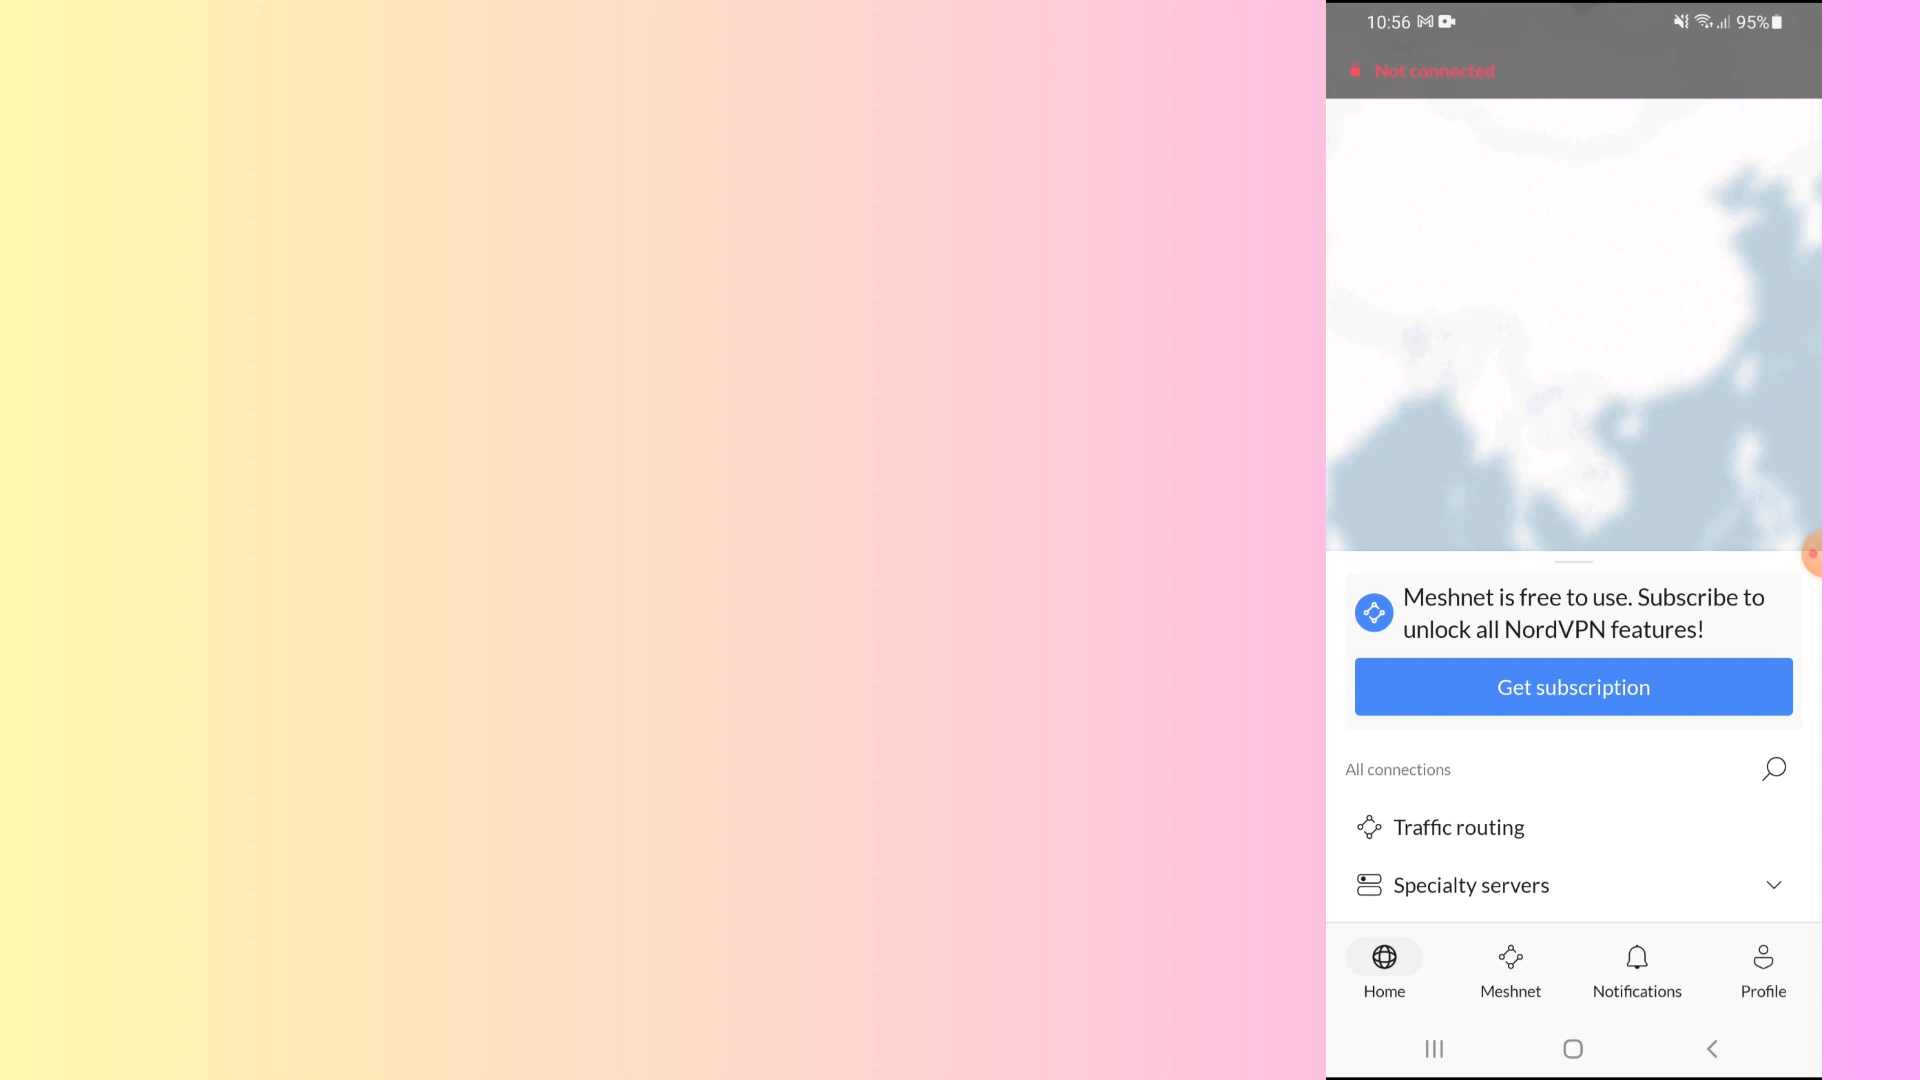 10:56
95%
Not connected
Meshnet is free to use. Subscribe to
unlock all NordVPN features!
Get subscription
All connections
Traffic routing
Specialty servers
Home
Meshnet
Notifications
Profile